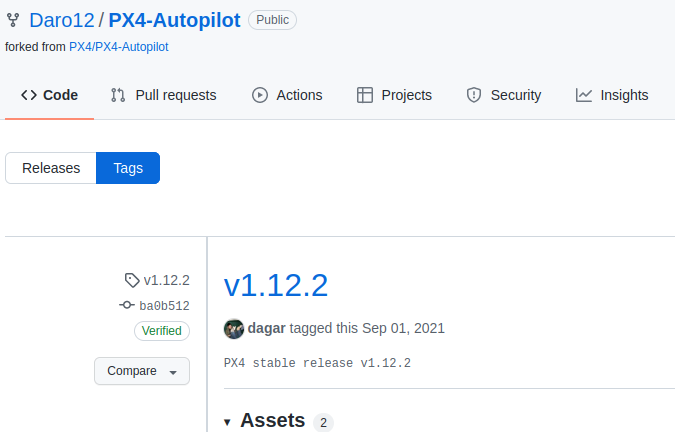 Daro12 / PX4-Autopilot Public
forked from PX4/PX4-Autopilot
Code Pull requests Actions Projects Security Insights
Releases Tags
v1.12.2
ba0b512
Verified
Compare
v1.12.2
dagar tagged this Sep 01, 2021
PX4 stable release v1.12.2
Assets 2